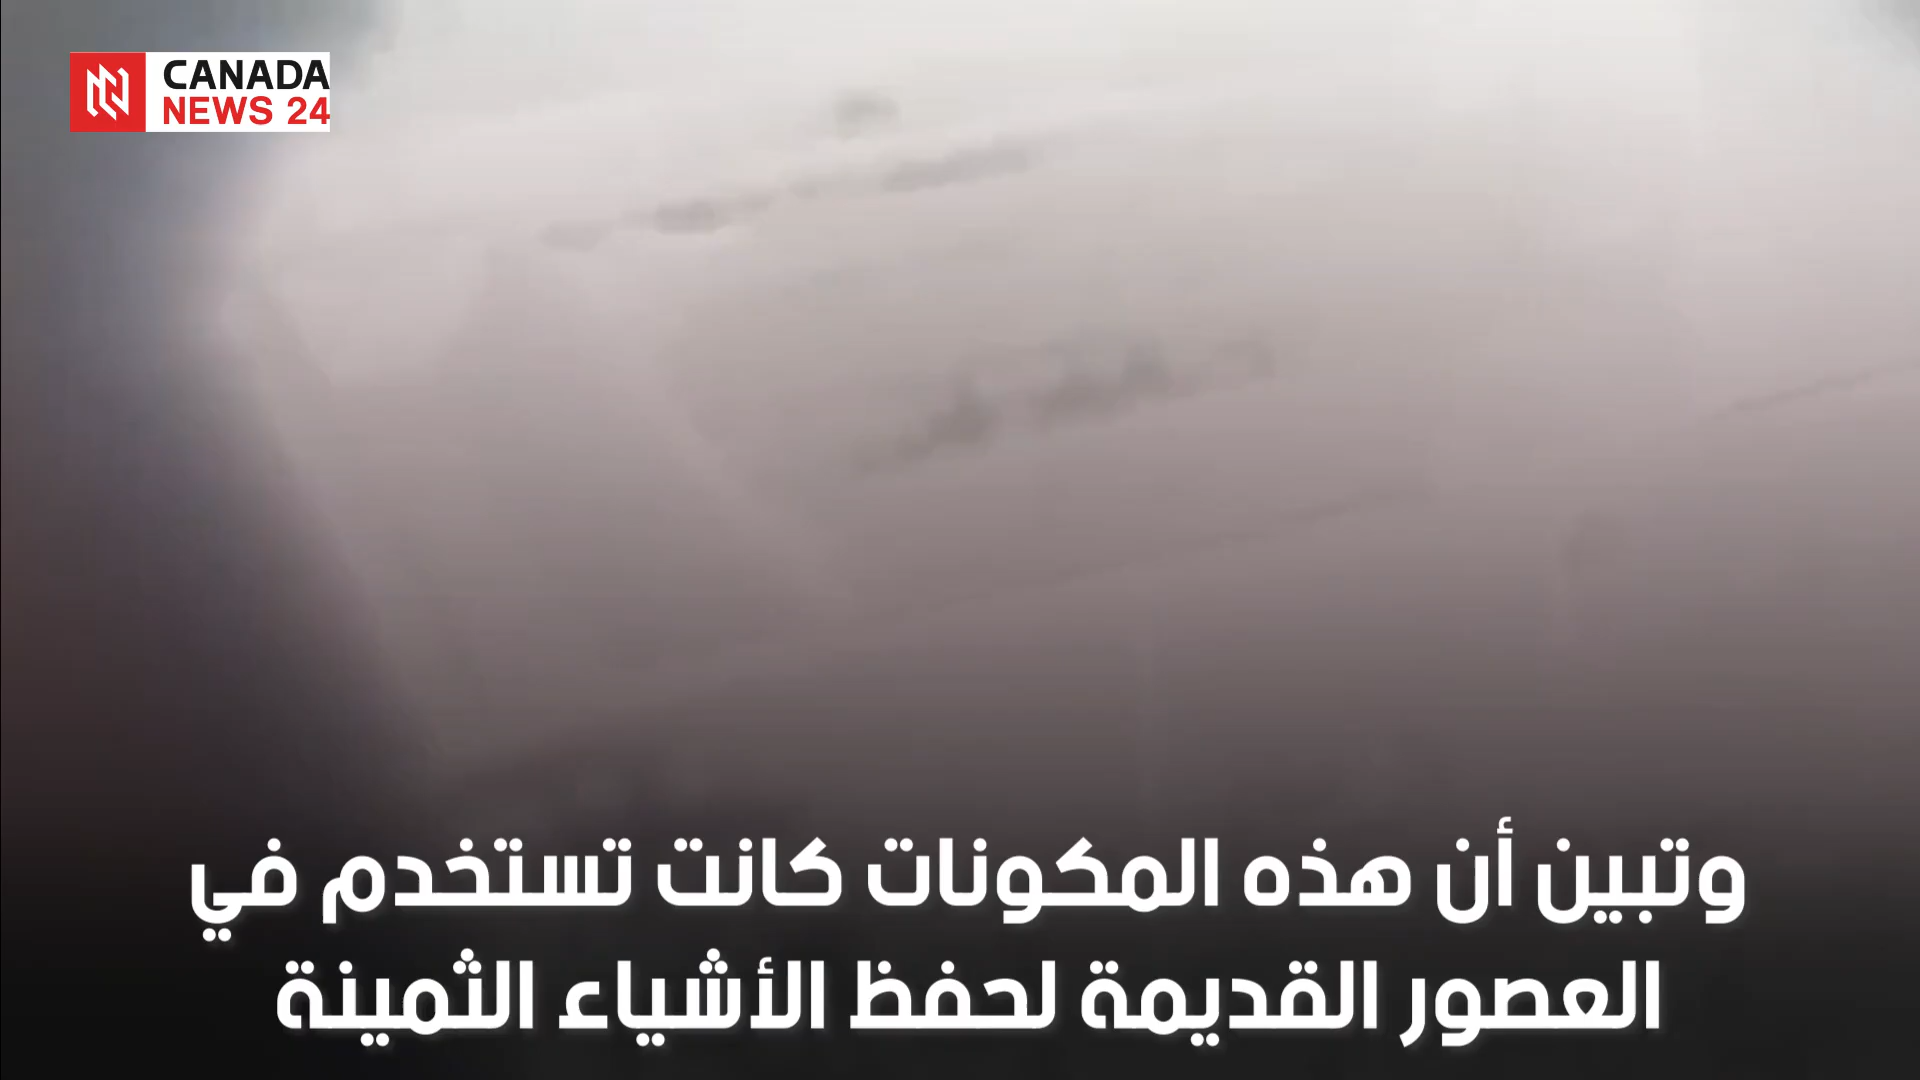 CANADA
NEWS 24
وتبين أن هذه المكونات كانت تستخدم في
العصور القديمة لحفظ الأشياء الثمينة